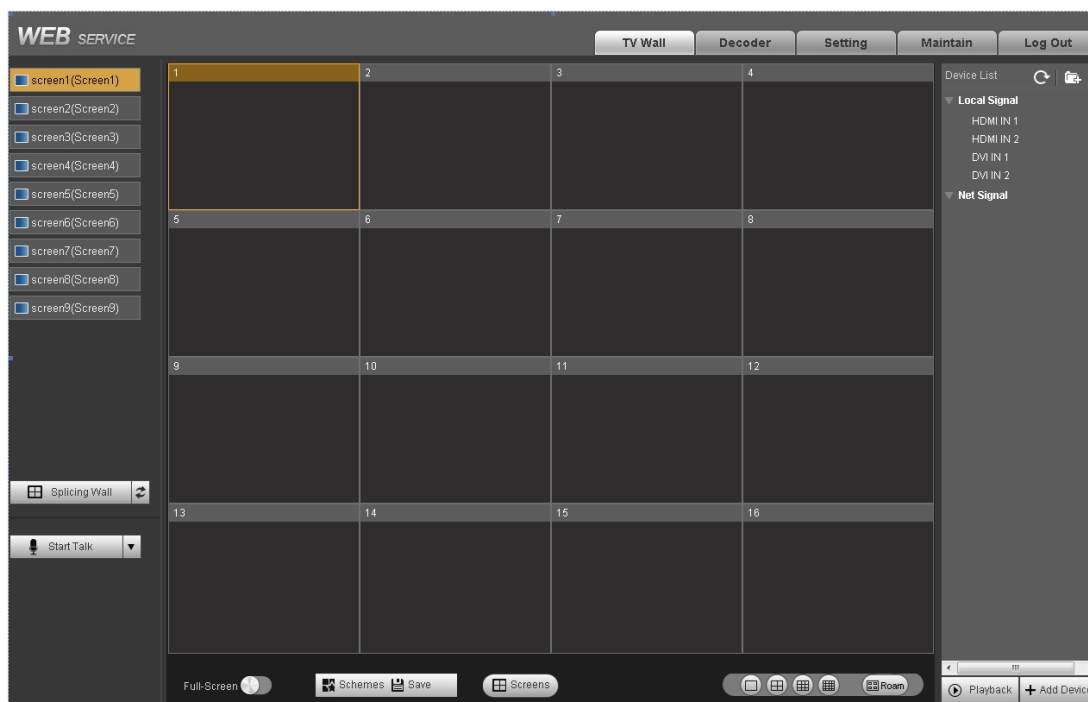 WEB SERVICE
TV Wall Decoder Setting Maintain Log Out
screen1(Screen1)
screen2(Screen2)
screen3(Screen3)
screen4(Screen4)
screen5(Screen5)
screen6(Screen6)
screen7(Screen7)
screen8(Screen8)
screen9(Screen9)
Splicing Wall
Start Talk
1 2 3 4
5 6 7 8
9 10 11 12
13 14 15 16
Full-Screen Schemes Save Screens Roam
Device List
Local Signal
HDMI IN 1
HDMI IN 2
DVI IN 1
DVI IN 2
Net Signal
Playback Add Device